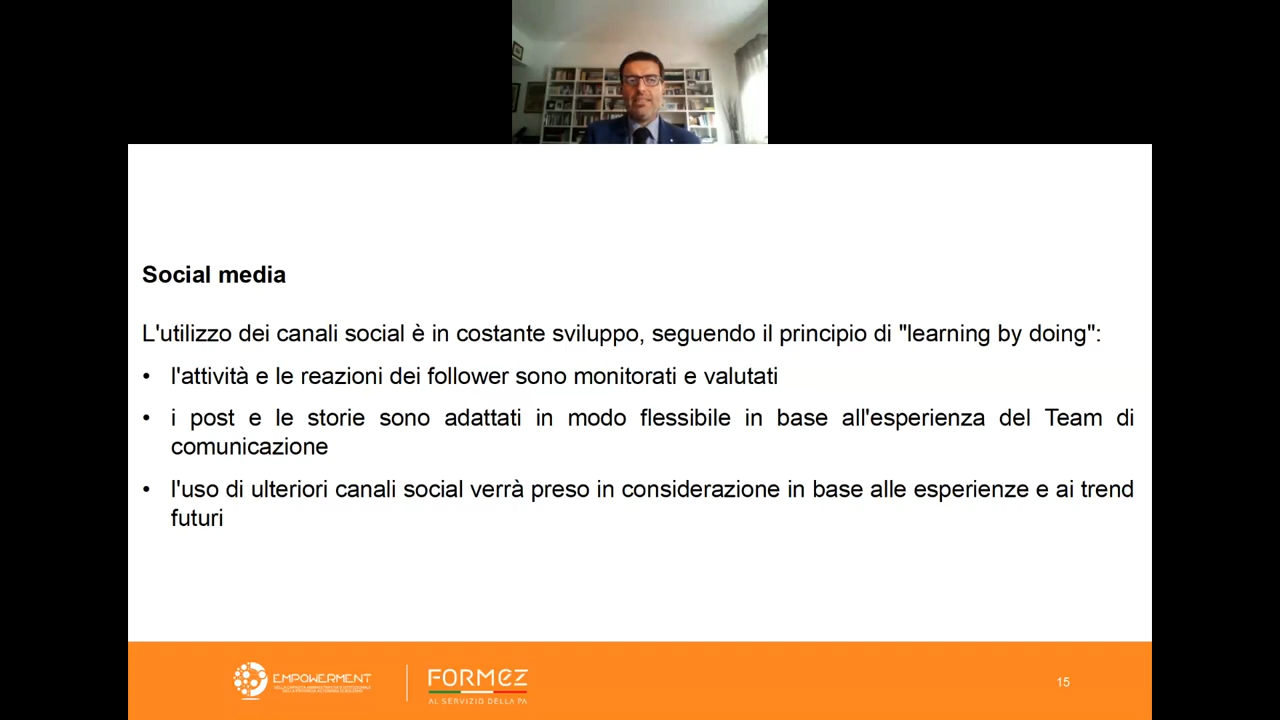 Social media
L'utilizzo dei canali social è in costante sviluppo, seguendo il principio di "learning by doing":
• l'attività e le reazioni dei follower sono monitorati e valutati
• i post e le storie sono adattati in modo flessibile in base all'esperienza del Team di
comunicazione
• l'uso di ulteriori canali social verrà preso in considerazione in base alle esperienze e ai trend
futuri
EMPOWERMENT
FORMEZ
AL SERVIZIO DELLA PA
15